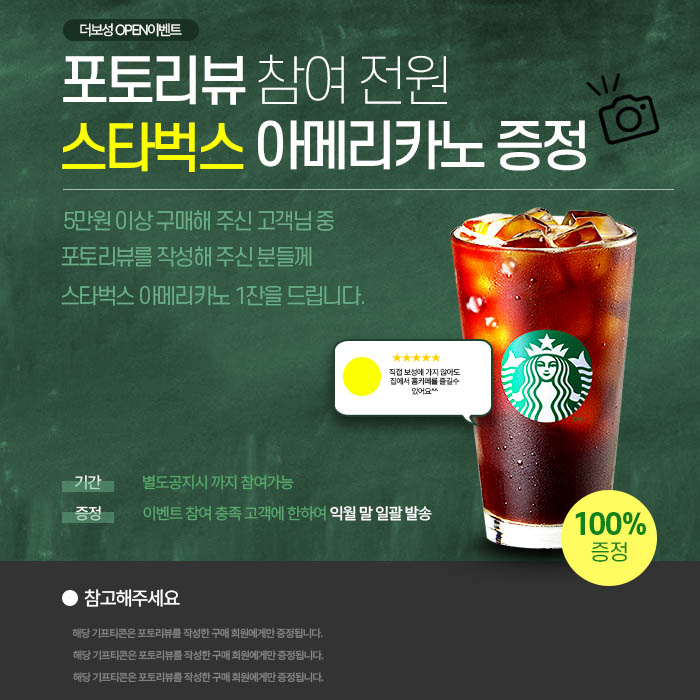 더보성 OPEN이벤트
포토리뷰 참여 전원
스타벅스 아메리카노 증정
5만원 이상 구매해 주신 고객님 중
포토리뷰를 작성해 주신 분들께
스타벅스 아메리카노 1잔을 드립니다.
★★★★★
직접 보성에 가지 않아도
집에서 홈카페를 즐길수
있어요^^
기간 별도공지시 까지 참여가능
증정 이벤트 참여 충족 고객에 한하여 익월 말 일괄 발송
100%
증정
● 참고해주세요
해당 기프티콘은 포토리뷰를 작성한 구매 회원에게만 증정됩니다.
해당 기프티콘은 포토리뷰를 작성한 구매 회원에게만 증정됩니다.
해당 기프티콘은 포토리뷰를 작성한 구매 회원에게만 증정됩니다.